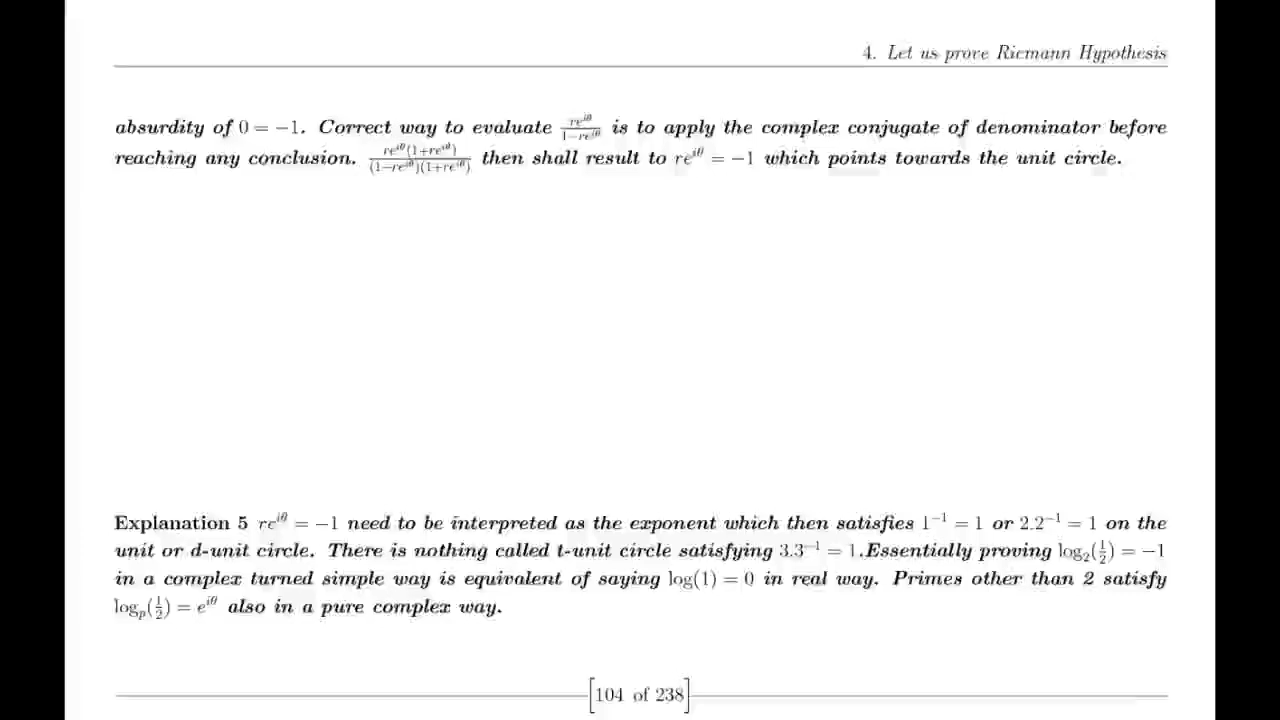 4. Let us prove Riemann Hypothesis
absurdity of 0 = −1. Correct way to evaluate re^{iθ}/(1−re^{iθ}) is to apply the complex conjugate of denominator before
reaching any conclusion. re^{iθ}(1+re^{iθ})/((1−re^{iθ})(1+re^{iθ})) then shall result to re^{iθ} = −1 which points towards the unit circle.
Explanation 5 re^{iθ} = −1 need to be interpreted as the exponent which then satisfies 1^{−1} = 1 or 2.2^{−1} = 1 on the
unit or d-unit circle. There is nothing called t-unit circle satisfying 3.3^{−1} = 1.Essentially proving log_2(1/2) = −1
in a complex turned simple way is equivalent of saying log(1) = 0 in real way. Primes other than 2 satisfy
log_p(1/2) = e^{iθ} also in a pure complex way.
[104 of 238]